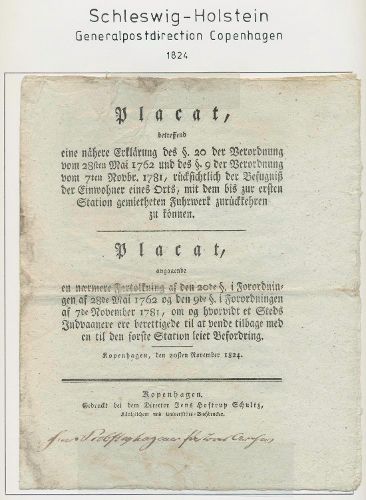 Schleswig-Holstein
Generalpostdirection Copenhagen
1824
Placat,
betreffend
eine nähere Erklärung des §. 20 der Verordnung
vom 28sten Mai 1762 und des §. 9 der Verordnung
vom 7ten Novbr. 1781, rücksichtlich der Befugniß
der Einwohner eines Orts, mit dem bis zur ersten
Station gemietheten Fuhrwerk zurückkehren
zu können.
Placat,
angaaende
en nærmere Fortolkning af den 20de §. i Forordnin-
gen af 28de Mai 1762 og den 9de §. i Forordningen
af 7de November 1781, om og hvorvidt et Steds
Indvaanere ere berettigede til at vende tilbage med
en til den første Station leiet Befordring.
Kopenhagen, den 20sten November 1824.
Kopenhagen.
Gedruckt bei dem Director Jens Hostrup Schultz,
Königlichem und Universitäts-Buchdrucker.